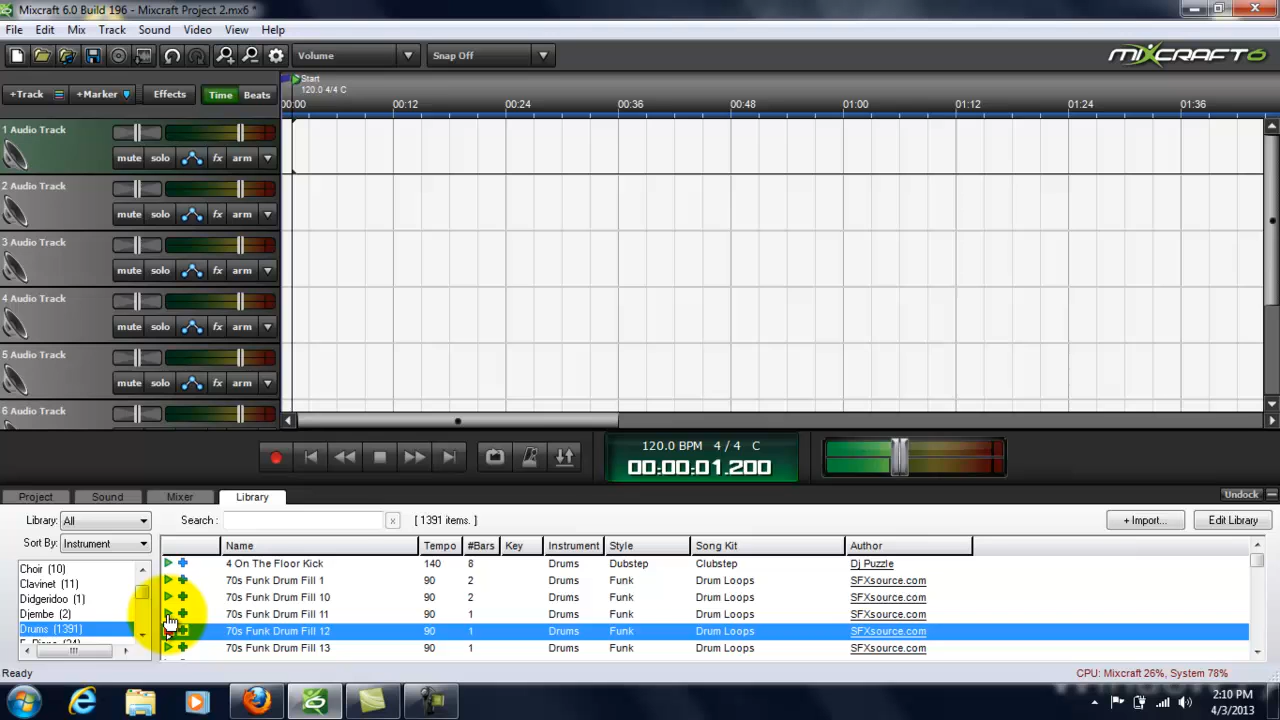 Mixcraft 6.0 Build 196 - Mixcraft Project 2.mx6 *
File Edit Mix Track Sound Video View Help
Volume Snap Off MIXCRAFT 6
Start
120.0 4/4 C
+Track +Marker Effects Time Beats
00:00 00:12 00:24 00:36 00:48 01:00 01:12 01:24 01:36
1 Audio Track
mute solo fx arm
2 Audio Track
mute solo fx arm
3 Audio Track
mute solo fx arm
4 Audio Track
mute solo fx arm
5 Audio Track
mute solo fx arm
6 Audio Track
120.0 BPM 4 / 4 C
00:00:01.200
Project Sound Mixer Library Undock
Library: All Search : x [ 1391 items. ] + Import... Edit Library
Sort By: Instrument
Name Tempo #Bars Key Instrument Style Song Kit Author
Choir (10)
Clavinet (11)
Didgeridoo (1)
Djembe (2)
Drums (1391)
4 On The Floor Kick 140 8 Drums Dubstep Clubstep Dj Puzzle
70s Funk Drum Fill 1 90 2 Drums Funk Drum Loops SFXsource.com
70s Funk Drum Fill 10 90 2 Drums Funk Drum Loops SFXsource.com
70s Funk Drum Fill 11 90 1 Drums Funk Drum Loops SFXsource.com
70s Funk Drum Fill 12 90 1 Drums Funk Drum Loops SFXsource.com
70s Funk Drum Fill 13 90 1 Drums Funk Drum Loops SFXsource.com
Ready CPU: Mixcraft 26%, System 78%
2:10 PM
4/3/2013